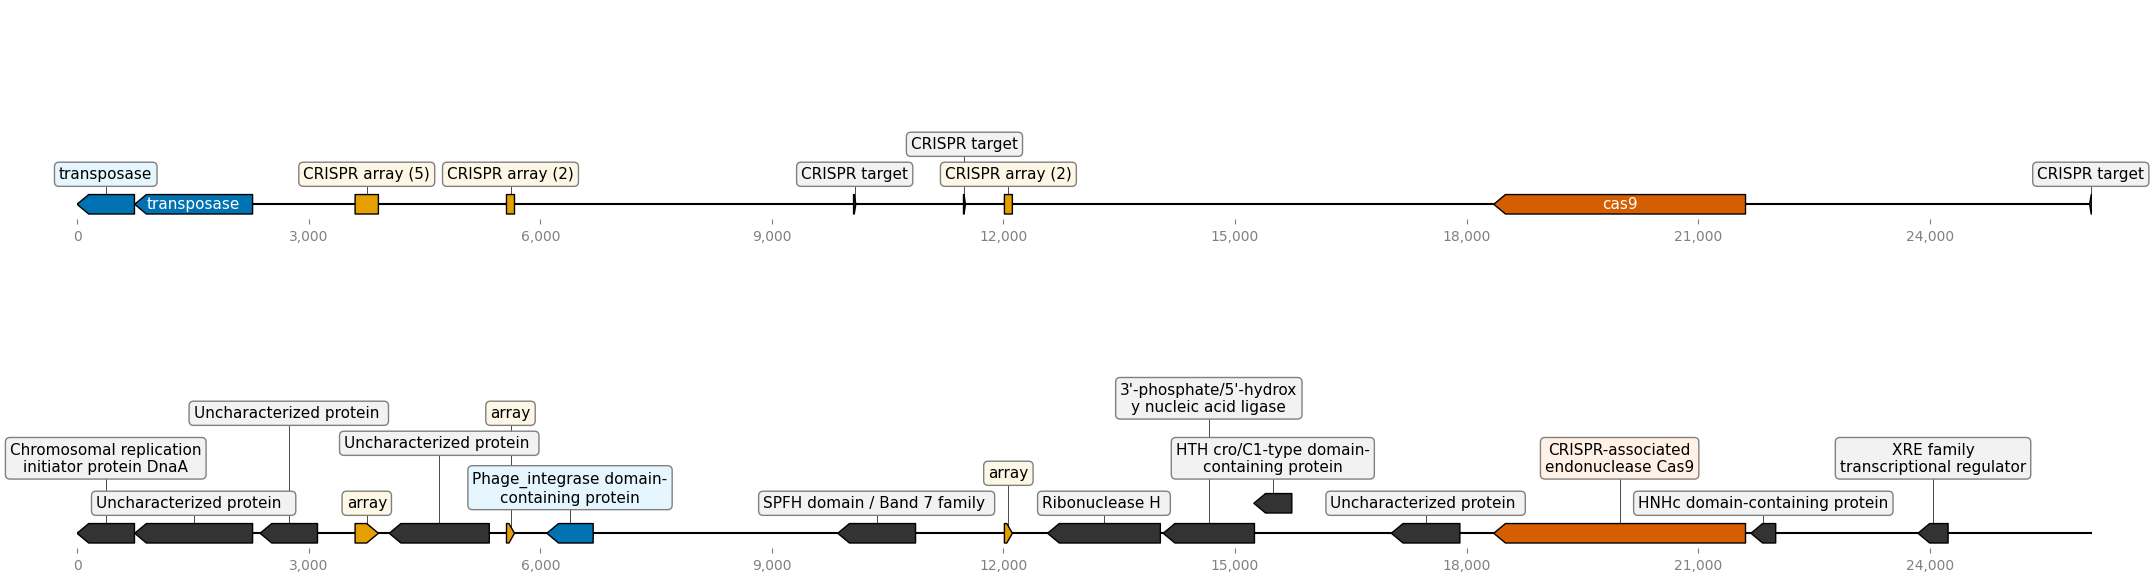 CRISPR target
transposase
CRISPR array (5)
CRISPR array (2)
CRISPR target
CRISPR array (2)
CRISPR target
transposase
cas9
0
3,000
6,000
9,000
12,000
15,000
18,000
21,000
24,000
3'-phosphate/5'-hydrox
y nucleic acid ligase
Uncharacterized protein
array
Uncharacterized protein
Chromosomal replication
initiator protein DnaA
HTH cro/C1-type domain-
containing protein
CRISPR-associated
endonuclease Cas9
XRE family
transcriptional regulator
Phage_integrase domain-
containing protein
array
Uncharacterized protein
array
SPFH domain / Band 7 family
Ribonuclease H
Uncharacterized protein
HNHc domain-containing protein
0
3,000
6,000
9,000
12,000
15,000
18,000
21,000
24,000